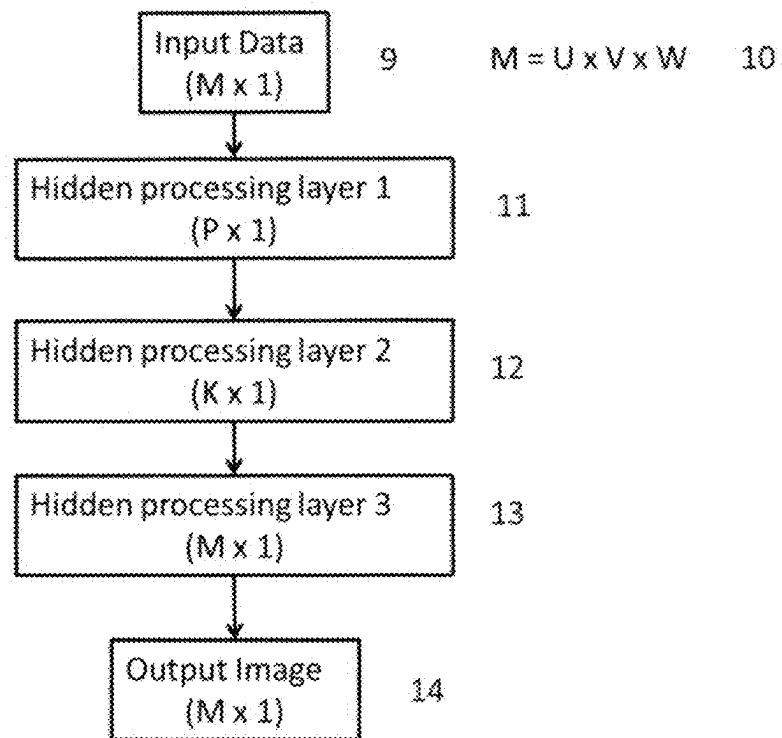 Input Data
(M x 1)
9
M = U x V x W
10
Hidden processing layer 1
(P x 1)
11
Hidden processing layer 2
(K x 1)
12
Hidden processing layer 3
(M x 1)
13
Output Image
(M x 1)
14